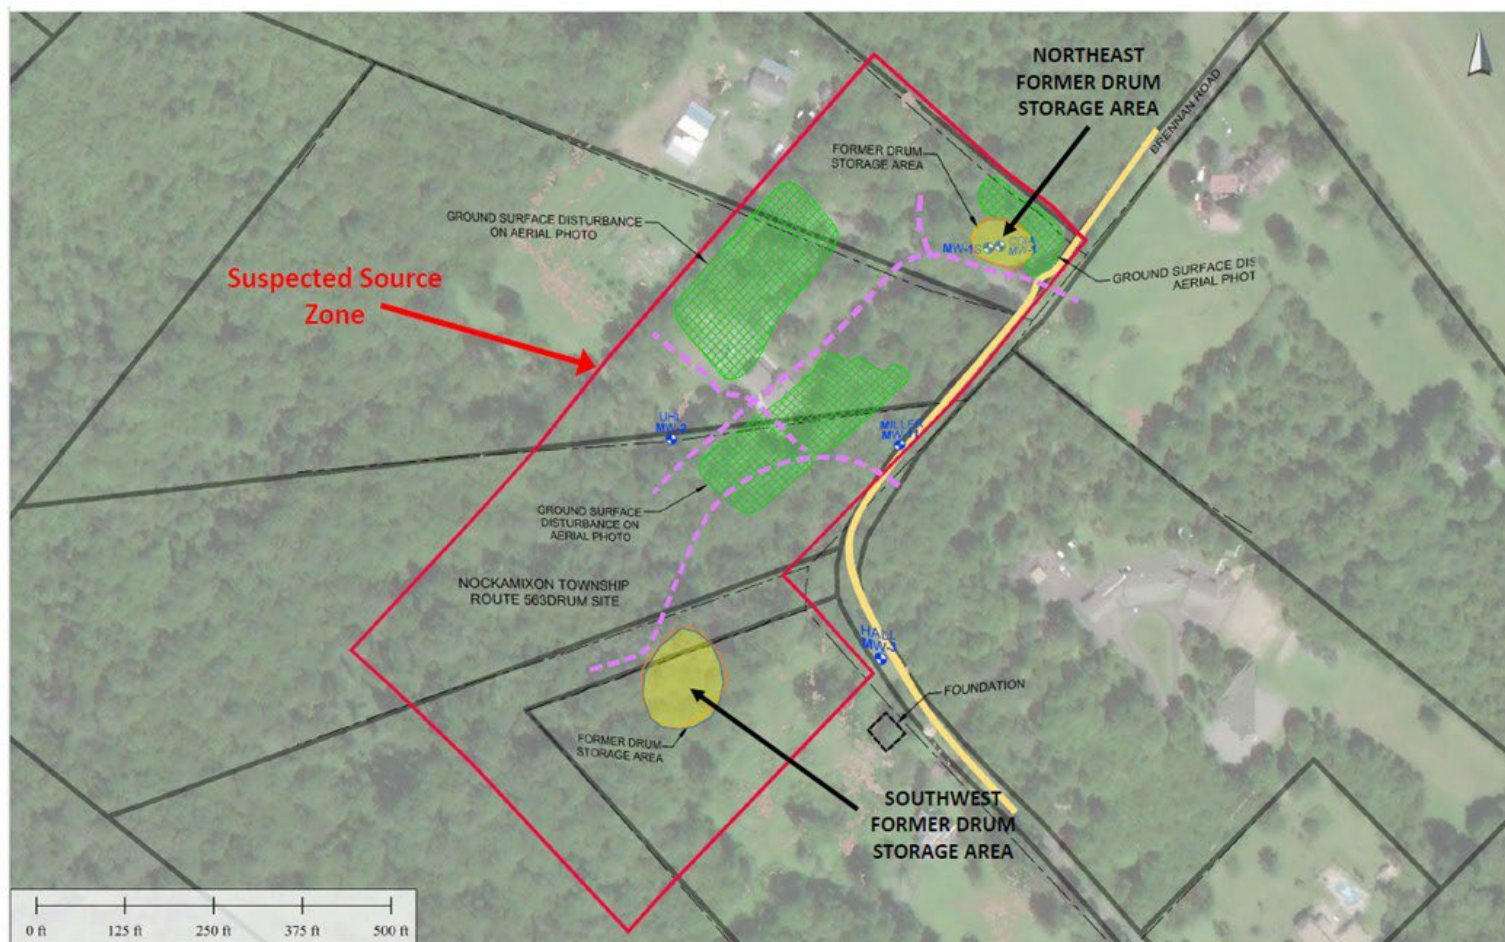 NORTHEAST
FORMER DRUM
STORAGE AREA
BRENNAN ROAD
FORMER DRUM
STORAGE AREA
GROUND SURFACE DISTURBANCE
ON AERIAL PHOTO
MW-1S
MW-1
GROUND SURFACE DIS
AERIAL PHOT
Suspected Source
Zone
MW-2
MILLER
GROUND SURFACE
DISTURBANCE ON
AERIAL PHOTO
NOCKAMIXON TOWNSHIP
ROUTE 563DRUM SITE
HALL
MW-3
FOUNDATION
FORMER DRUM
STORAGE AREA
SOUTHWEST
FORMER DRUM
STORAGE AREA
0 ft 125 ft 250 ft 375 ft 500 ft